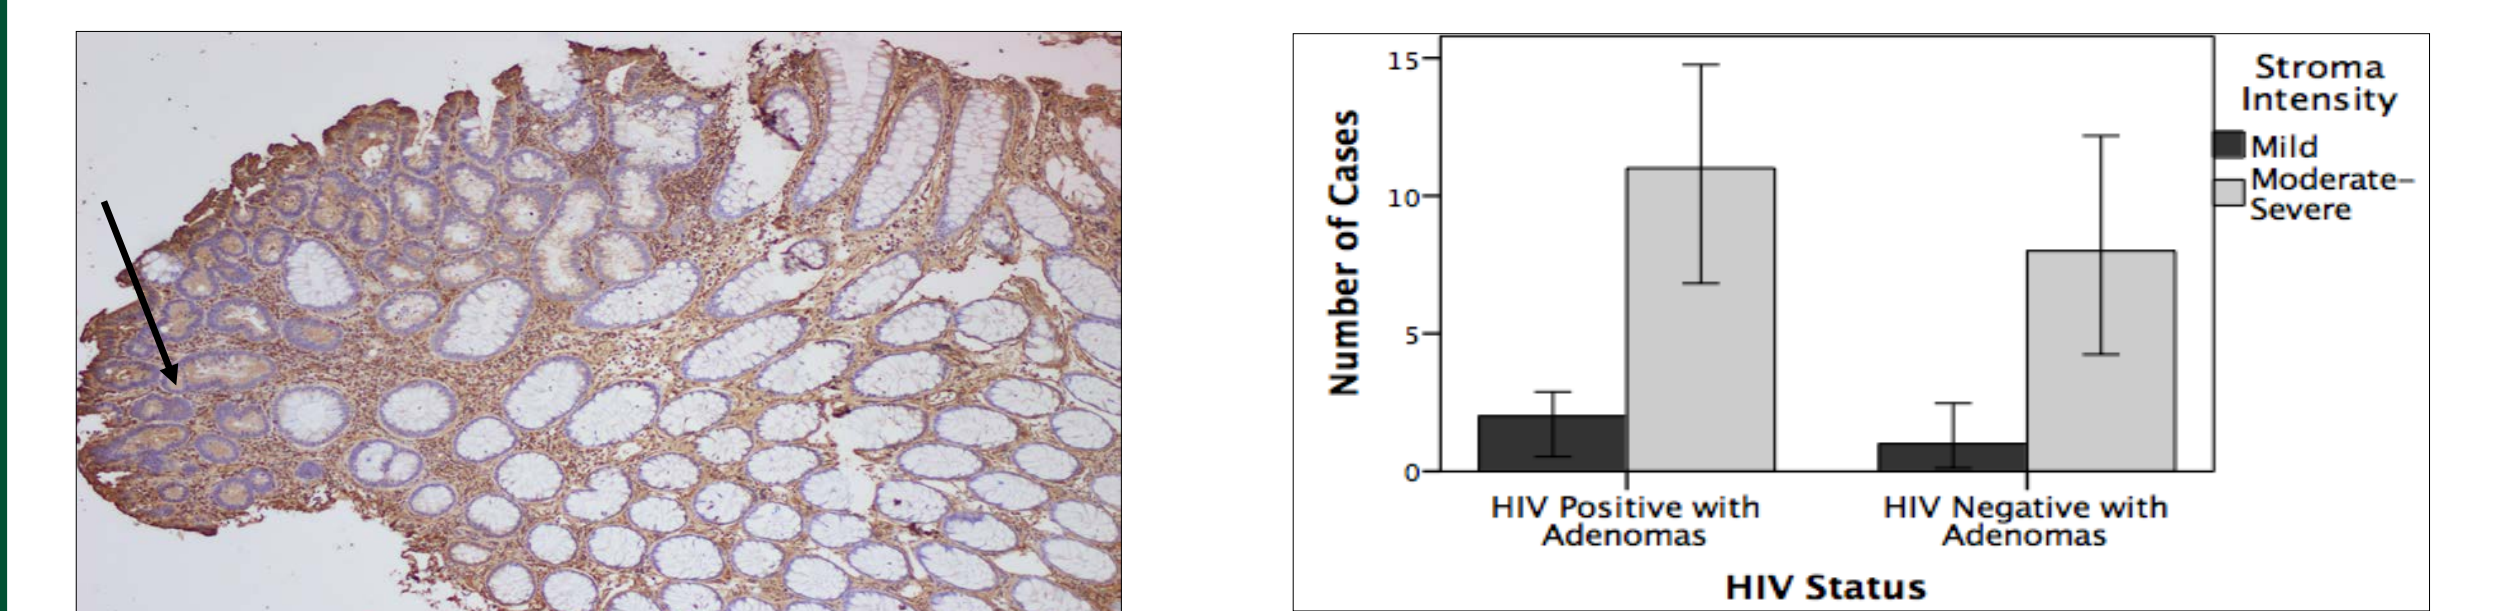 15
10
5
0
Number of Cases
HIV Positive with
Adenomas
HIV Negative with
Adenomas
HIV Status
Stroma
Intensity
Mild
Moderate–
Severe